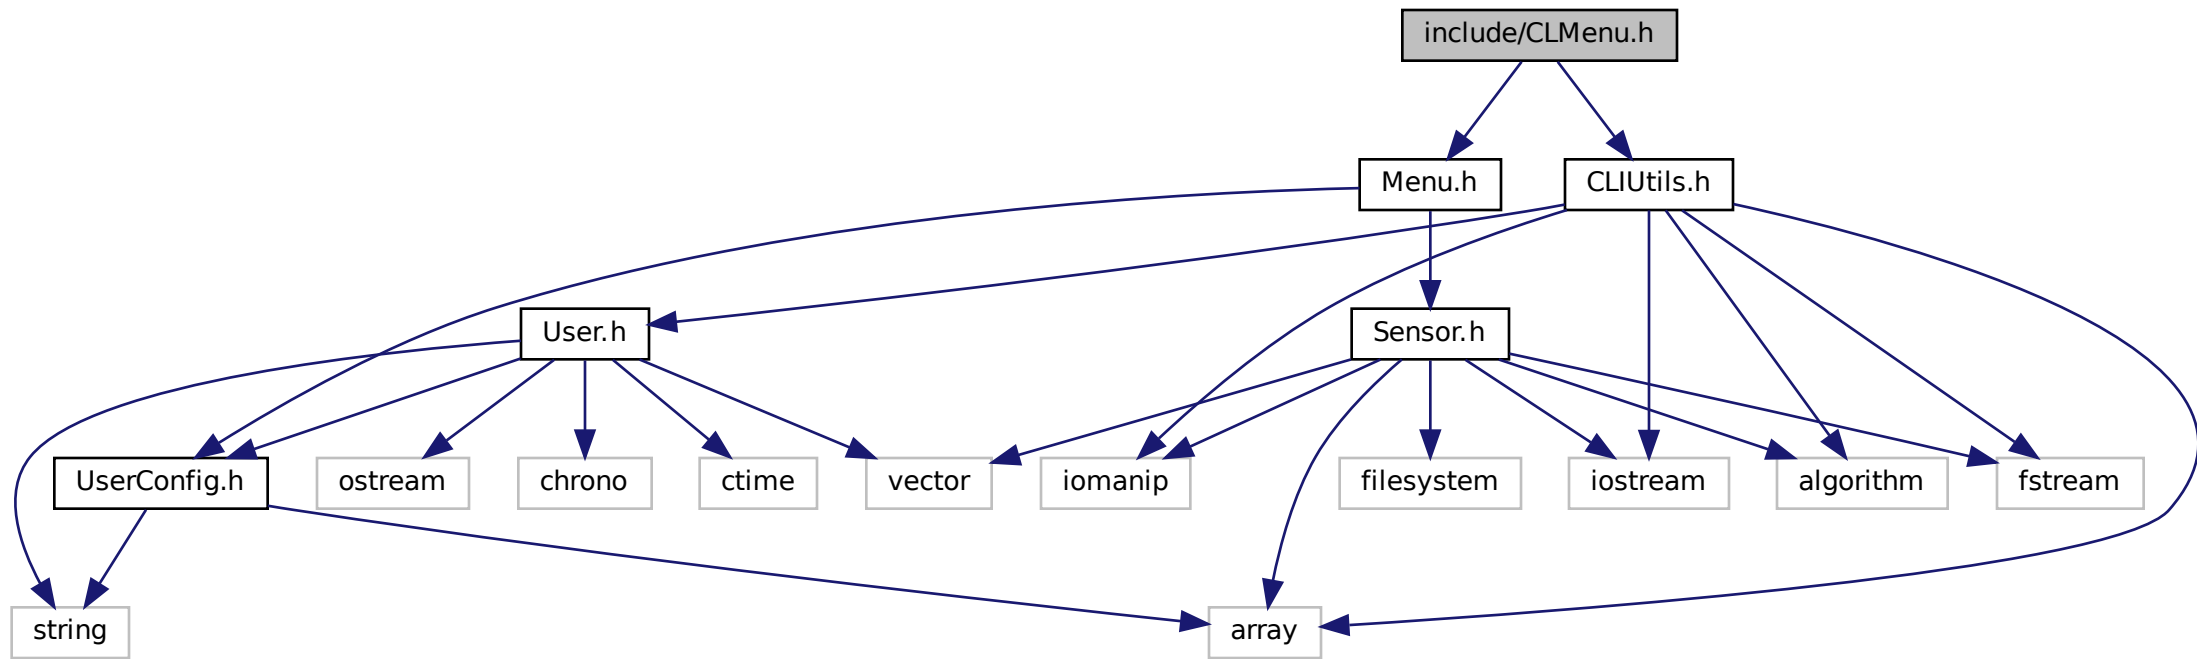 include/CLMenu.h
Menu.h
CLIUtils.h
User.h
Sensor.h
UserConfig.h
ostream
chrono
ctime
vector
iomanip
filesystem
iostream
algorithm
fstream
string
array